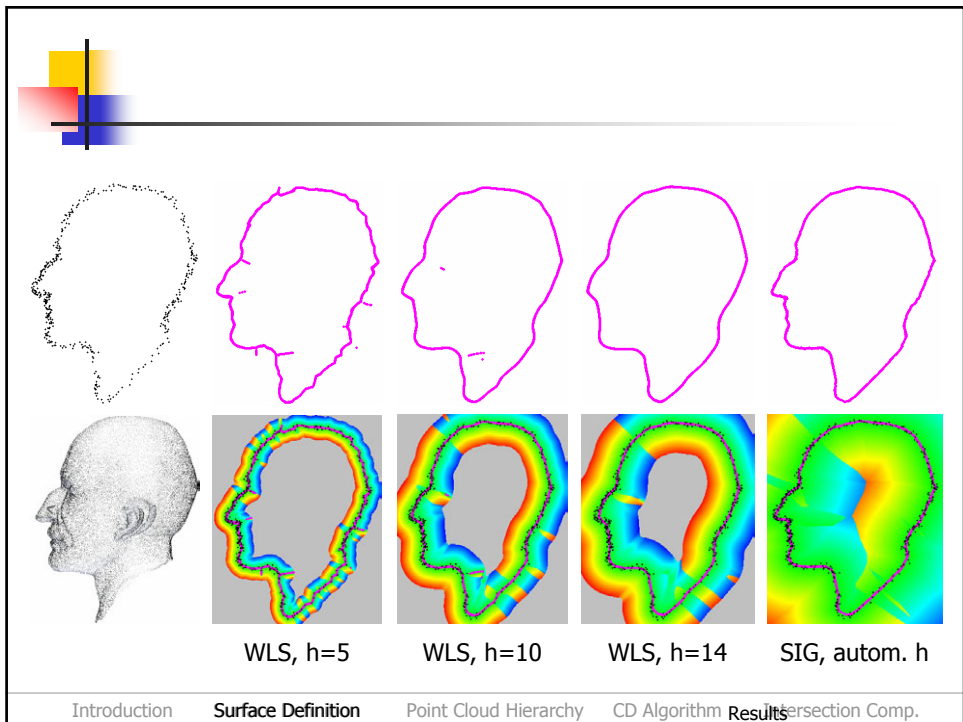 WLS, h=5 WLS, h=10 WLS, h=14 SIG, autom. h
Introduction Surface Definition Point Cloud Hierarchy CD Algorithm Results Intersection Comp.